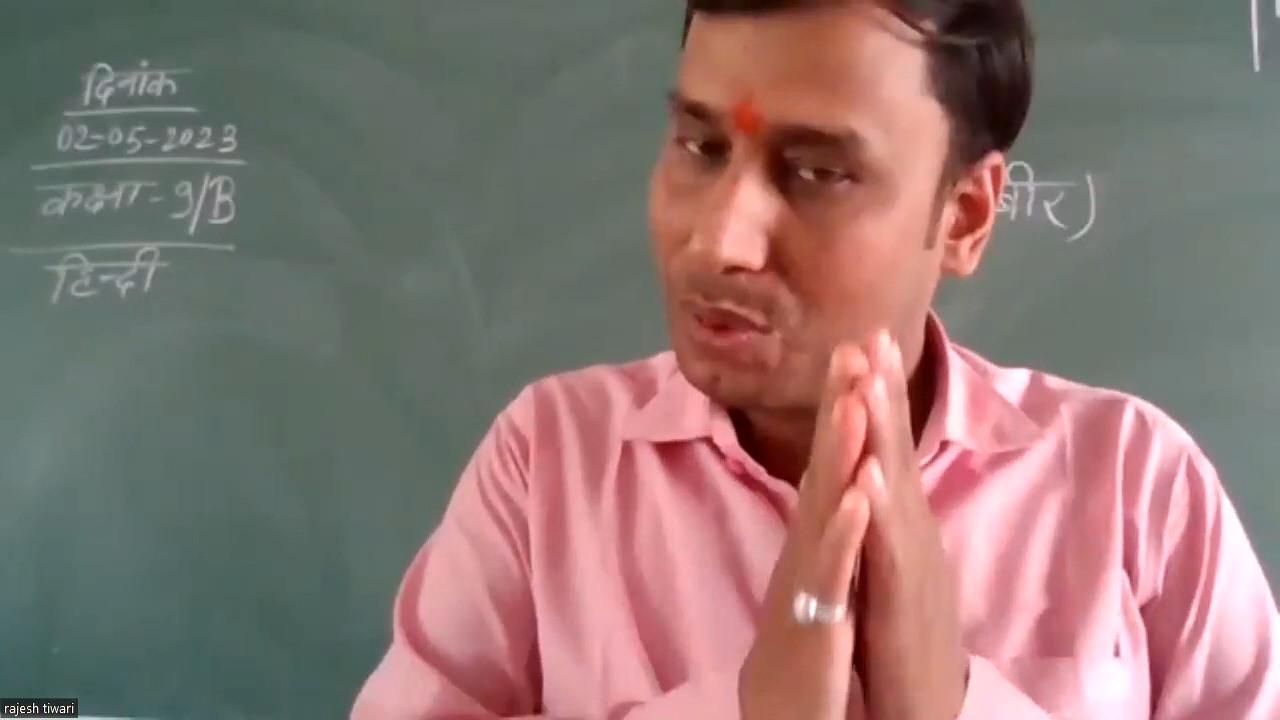 दिनांक
02-05-2023
कक्षा-9/B
हिन्दी
बीर)
rajesh tiwari